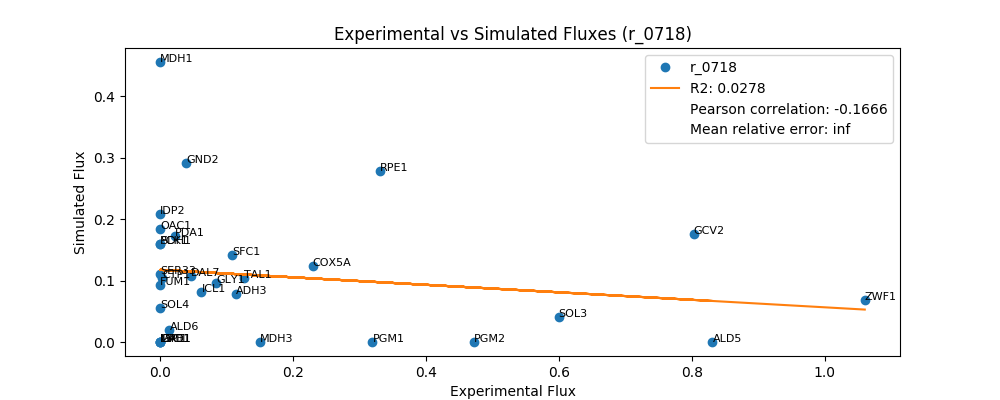 Experimental vs Simulated Fluxes (r_0718)
r_0718
R2: 0.0278
Pearson correlation: -0.1666
Mean relative error: inf
MDH1
GND2
RPE1
IDP2
OAC1
PDA1
GCV2
SFC1
COX5A
SER33
DAL7
TAL1
GLY1
FUM1
ICL1
ADH3
ZWF1
SOL4
SOL3
ALD6
MDH3
PGM1
PGM2
ALD5
0.4
0.3
0.2
0.1
0.0
Simulated Flux
0.0 0.2 0.4 0.6 0.8 1.0
Experimental Flux